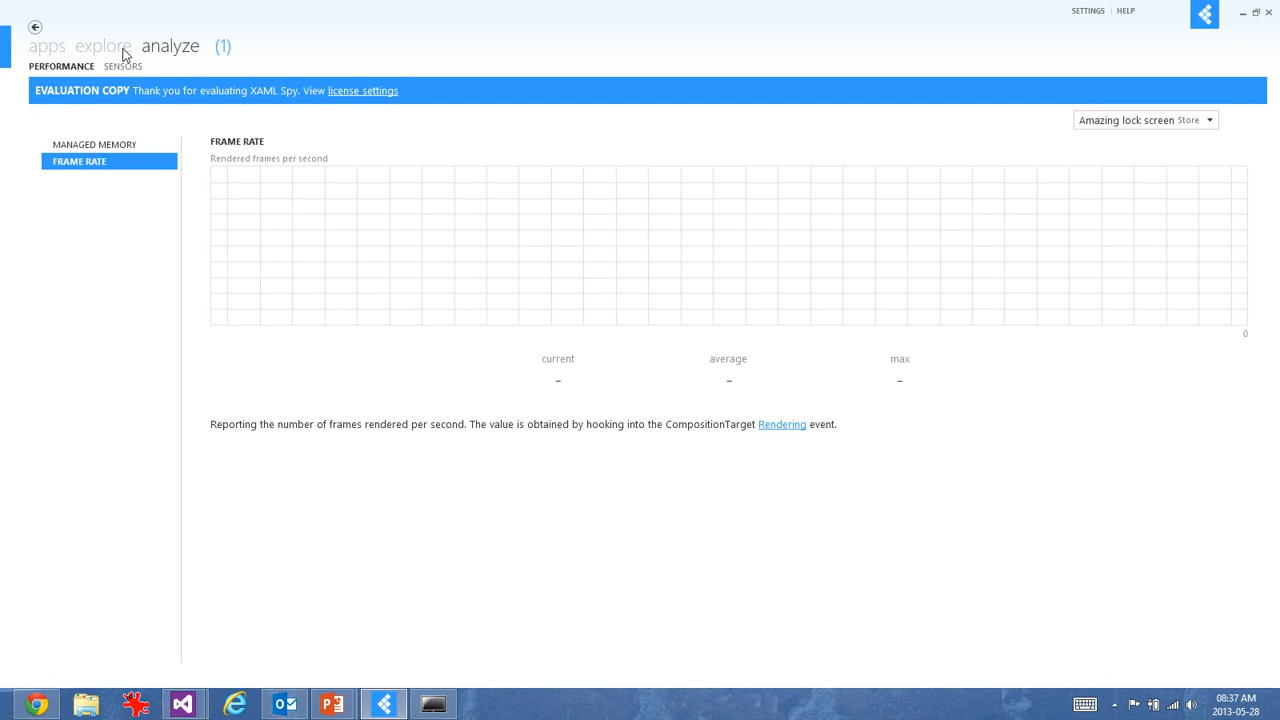 SETTINGS | HELP
apps explore analyze (1)
PERFORMANCE SENSORS
EVALUATION COPY Thank you for evaluating XAML Spy. View license settings
Amazing lock screen Store
MANAGED MEMORY
FRAME RATE
FRAME RATE
Rendered frames per second
0
current average max
– – –
Reporting the number of frames rendered per second. The value is obtained by hooking into the CompositionTarget Rendering event.
08:37 AM
2013-05-28